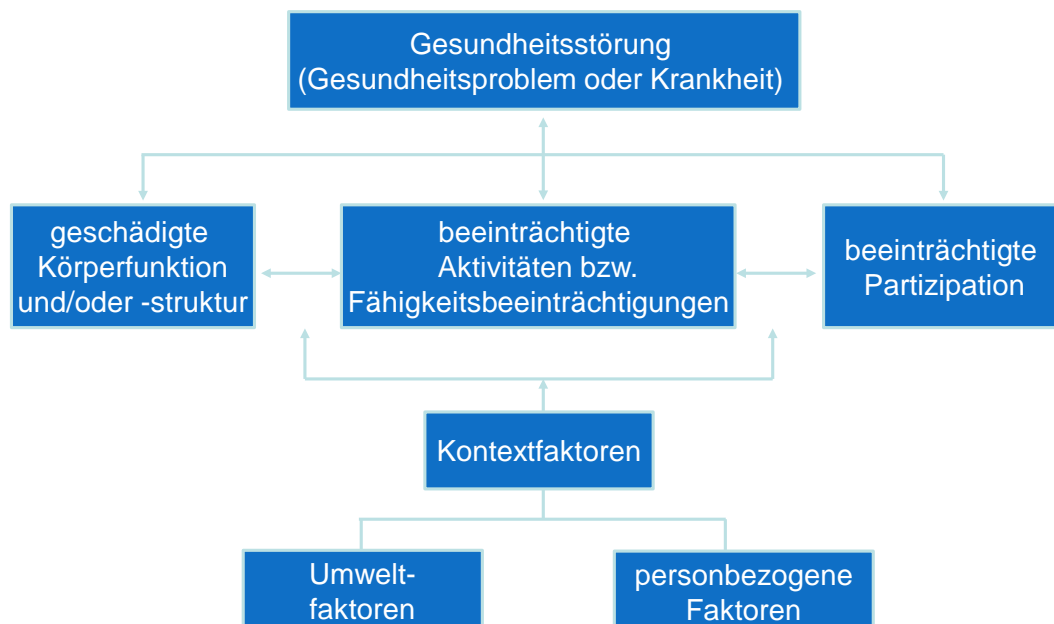 Gesundheitsstörung
(Gesundheitsproblem oder Krankheit)
geschädigte
Körperfunktion
und/oder -struktur
beeinträchtigte
Aktivitäten bzw.
Fähigkeitsbeeinträchtigungen
beeinträchtigte
Partizipation
Kontextfaktoren
Umwelt-
faktoren
personbezogene
Faktoren